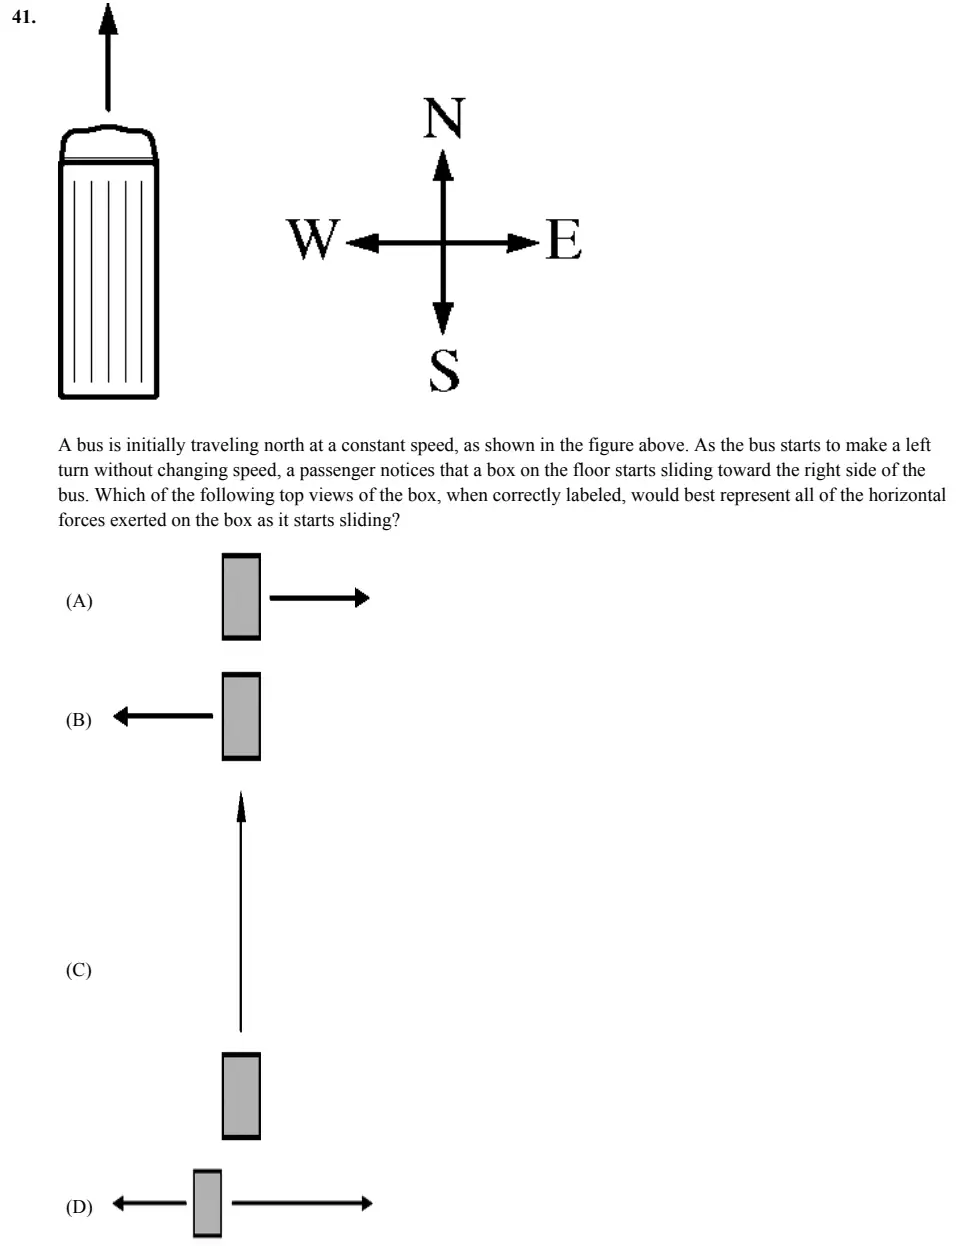 41.
N
W E
S
A bus is initially traveling north at a constant speed, as shown in the figure above. As the bus starts to make a left
turn without changing speed, a passenger notices that a box on the floor starts sliding toward the right side of the
bus. Which of the following top views of the box, when correctly labeled, would best represent all of the horizontal
forces exerted on the box as it starts sliding?
(A)
(B)
(C)
(D)